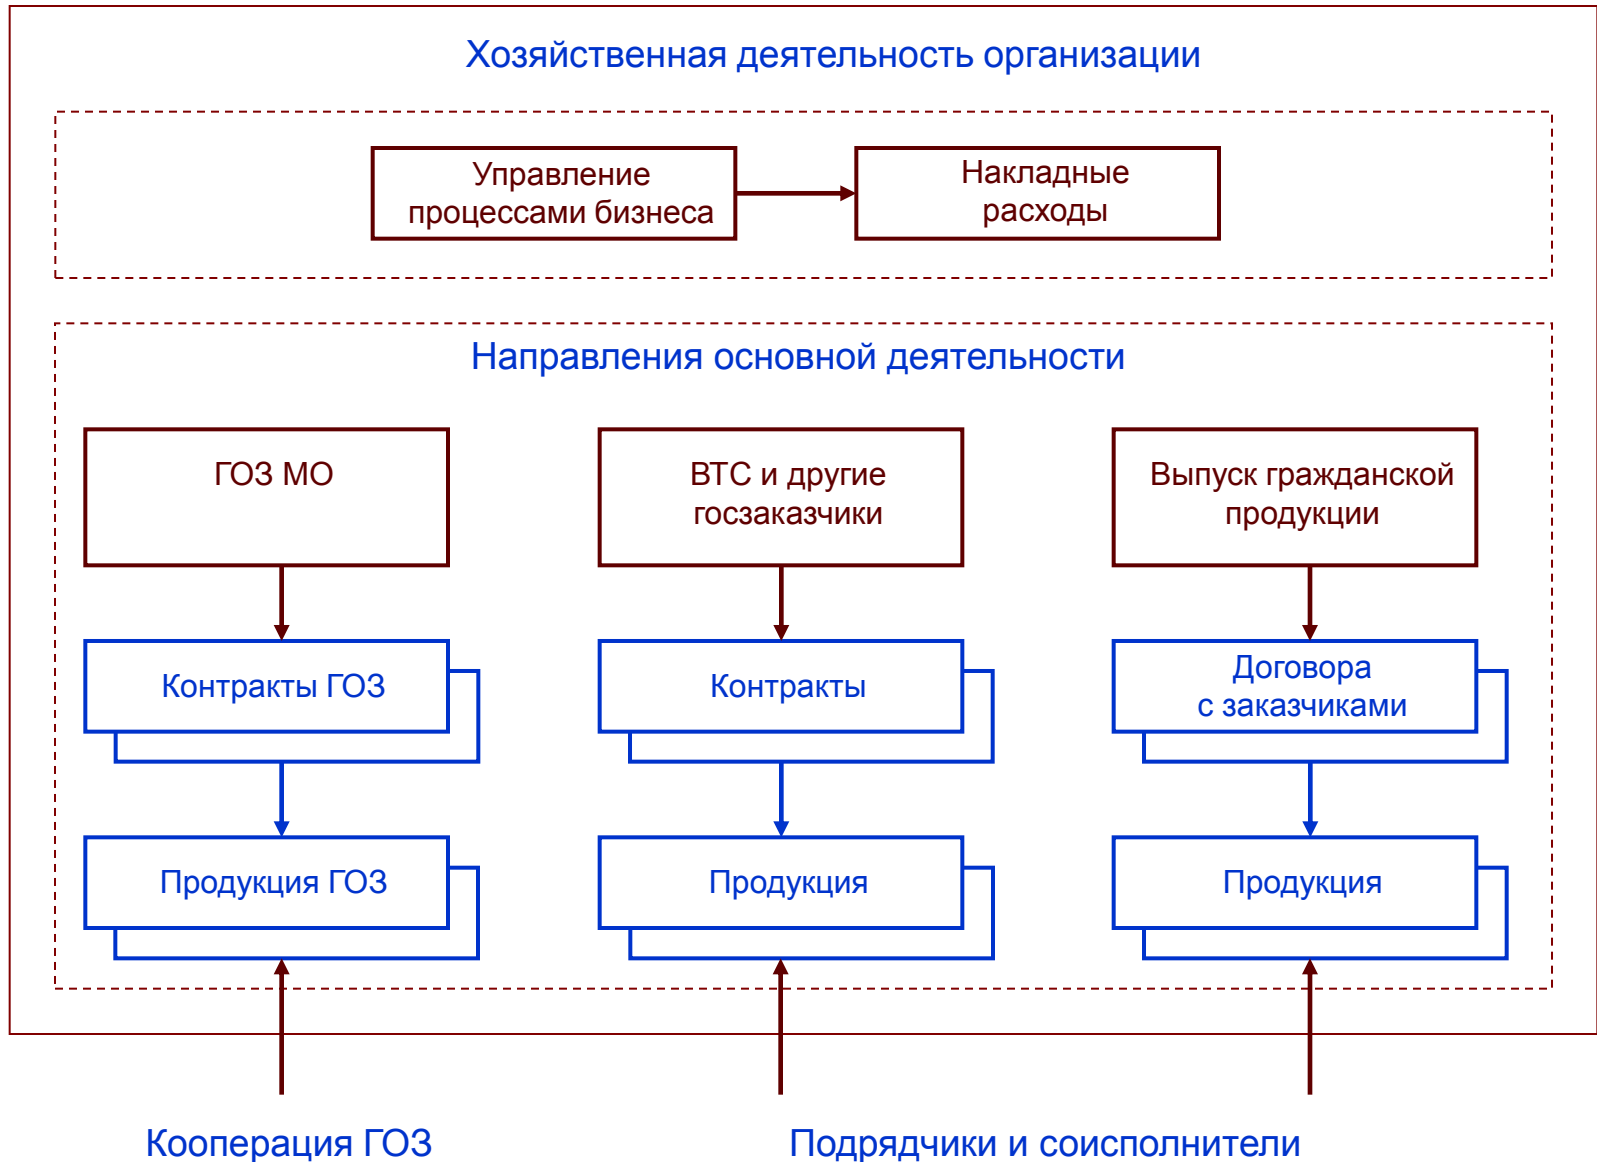 Хозяйственная деятельность организации
Управление
процессами бизнеса
Накладные
расходы
Направления основной деятельности
ГОЗ МО
ВТС и другие
госзаказчики
Выпуск гражданской
продукции
Контракты ГОЗ
Контракты
Договора
с заказчиками
Продукция ГОЗ
Продукция
Продукция
Кооперация ГОЗ
Подрядчики и соисполнители